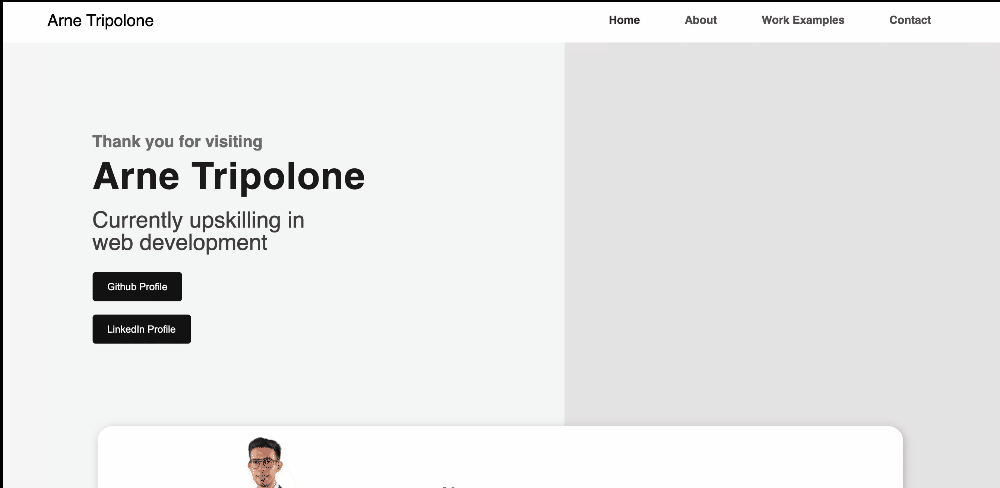 Arne Tripolone
Home
About
Work Examples
Contact
Thank you for visiting
Arne Tripolone
Currently upskilling in
web development
Github Profile
LinkedIn Profile